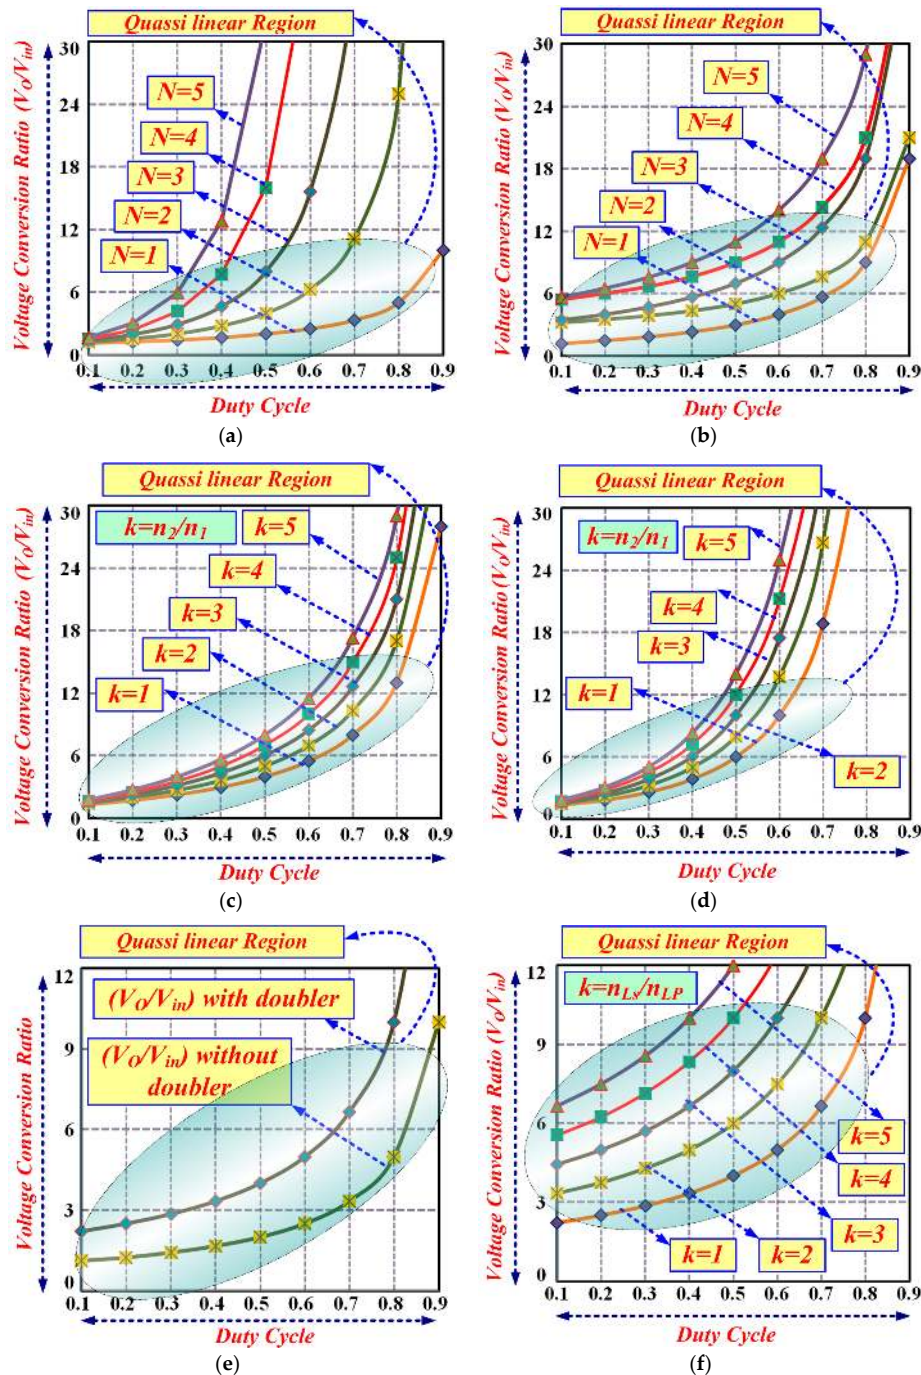 Quassi linear Region
Voltage Conversion Ratio (VO/Vin)
30
24
18
12
6
0
N=5
N=4
N=3
N=2
N=1
0.1 0.2 0.3 0.4 0.5 0.6 0.7 0.8 0.9
Duty Cycle
(a)
Quassi linear Region
Voltage Conversion Ratio (VO/Vin)
30
24
18
12
6
0
N=5
N=4
N=3
N=2
N=1
0.1 0.2 0.3 0.4 0.5 0.6 0.7 0.8 0.9
Duty Cycle
(b)
Quassi linear Region
Voltage Conversion Ratio (VO/Vin)
30
24
18
12
6
0
k=n2/n1
k=5
k=4
k=3
k=2
k=1
0.1 0.2 0.3 0.4 0.5 0.6 0.7 0.8 0.9
Duty Cycle
(c)
Quassi linear Region
Voltage Conversion Ratio (VO/Vin)
30
24
18
12
6
0
k=n2/n1
k=5
k=4
k=3
k=1
k=2
0.1 0.2 0.3 0.4 0.5 0.6 0.7 0.8 0.9
Duty Cycle
(d)
Quassi linear Region
Voltage Conversion Ratio
12
9
6
3
0
(VO/Vin) with doubler
(VO/Vin) without
doubler
0.1 0.2 0.3 0.4 0.5 0.6 0.7 0.8 0.9
Duty Cycle
(e)
Quassi linear Region
Voltage Conversion Ratio (VO/Vin)
12
9
6
3
0
k=nLs/nLP
k=5
k=4
k=3
k=2
k=1
0.1 0.2 0.3 0.4 0.5 0.6 0.7 0.8 0.9
Duty Cycle
(f)